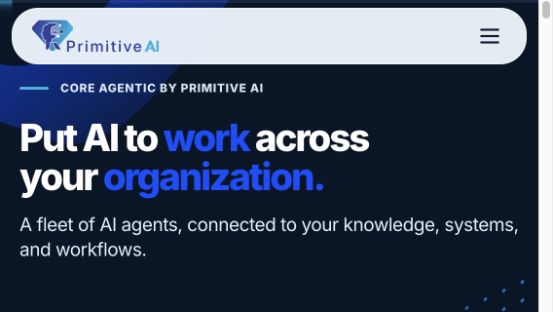 Primitive AI
CORE AGENTIC BY PRIMITIVE AI
Put AI to work across
your organization.
A fleet of AI agents, connected to your knowledge, systems,
and workflows.